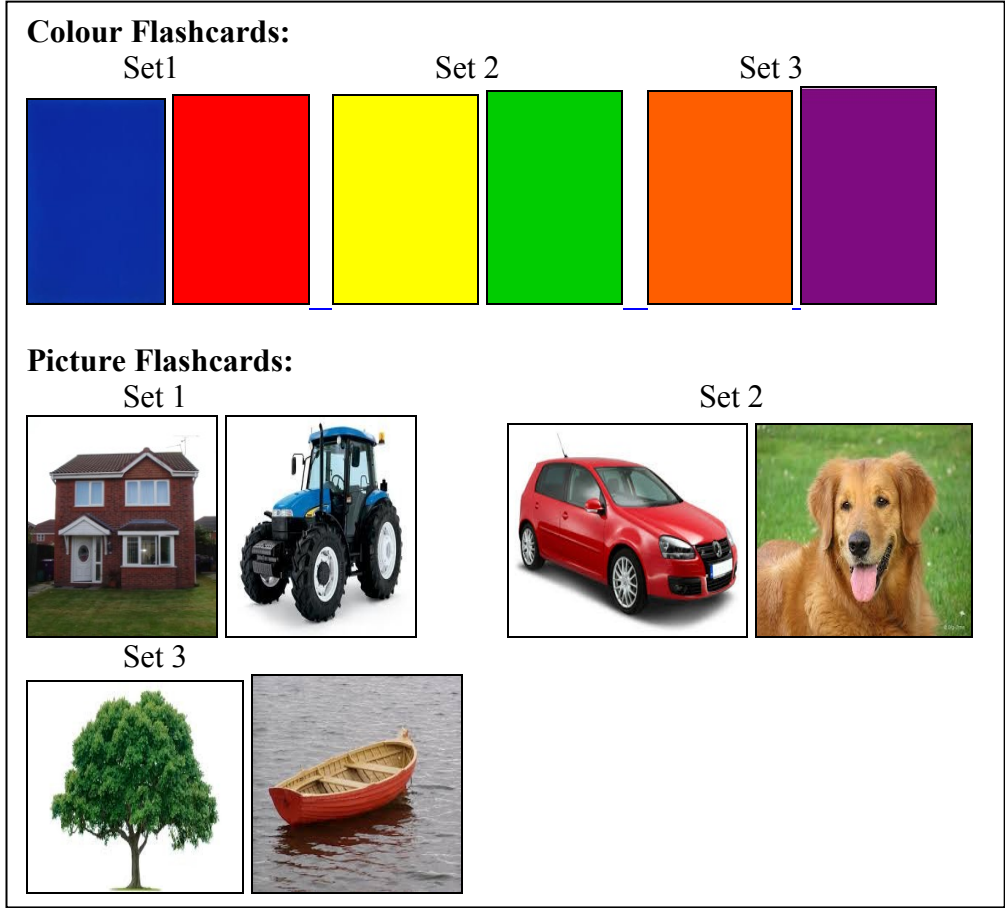 Colour Flashcards:
Set1 Set 2 Set 3
Picture Flashcards:
Set 1 Set 2
Set 3